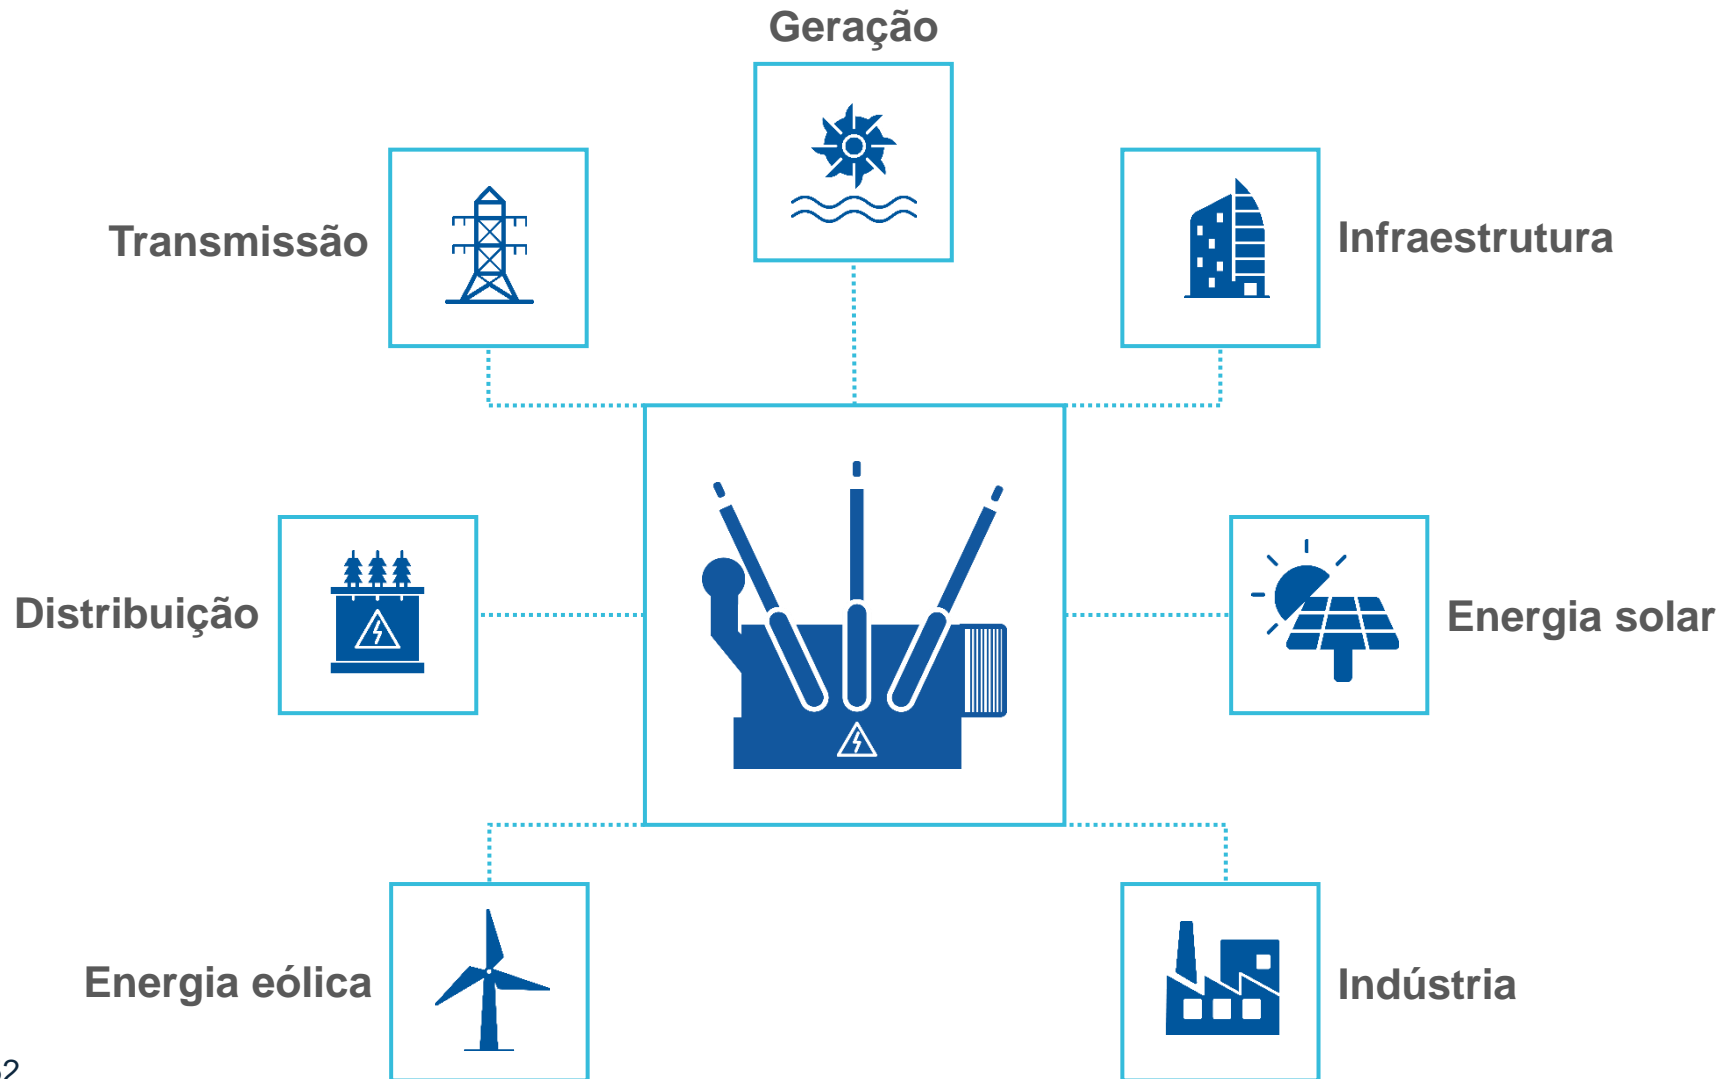 Geração
Transmissão
Infraestrutura
Distribuição
Energia solar
Energia eólica
Indústria